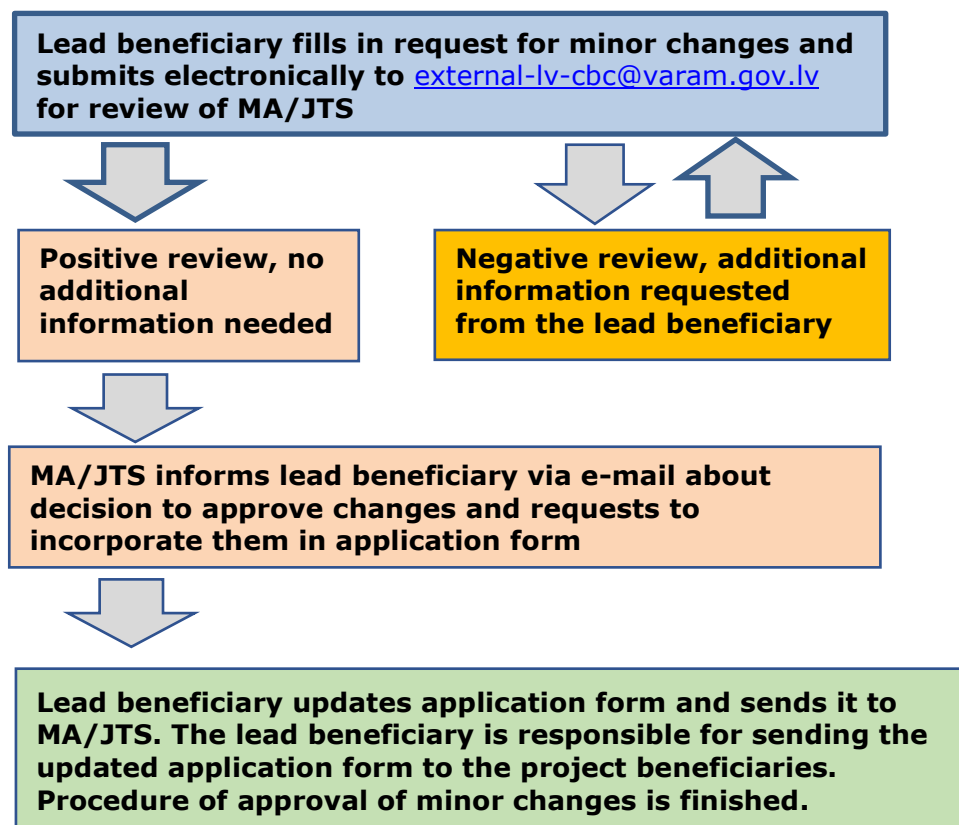 Lead beneficiary fills in request for minor changes and
submits electronically to external-lv-cbc@varam.gov.lv
for review of MA/JTS
Positive review, no
additional
information needed
Negative review, additional
information requested
from the lead beneficiary
MA/JTS informs lead beneficiary via e-mail about
decision to approve changes and requests to
incorporate them in application form
Lead beneficiary updates application form and sends it to
MA/JTS. The lead beneficiary is responsible for sending the
updated application form to the project beneficiaries.
Procedure of approval of minor changes is finished.